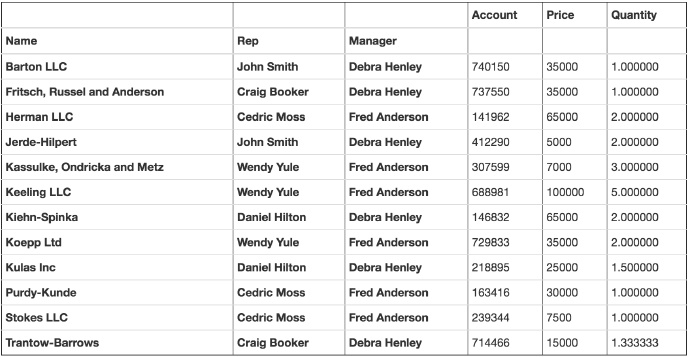 Account Price Quantity
Name Rep Manager
Barton LLC John Smith Debra Henley 740150 35000 1.000000
Fritsch, Russel and Anderson Craig Booker Debra Henley 737550 35000 1.000000
Herman LLC Cedric Moss Fred Anderson 141962 65000 2.000000
Jerde-Hilpert John Smith Debra Henley 412290 5000 2.000000
Kassulke, Ondricka and Metz Wendy Yule Fred Anderson 307599 7000 3.000000
Keeling LLC Wendy Yule Fred Anderson 688981 100000 5.000000
Kiehn-Spinka Daniel Hilton Debra Henley 146832 65000 2.000000
Koepp Ltd Wendy Yule Fred Anderson 729833 35000 2.000000
Kulas Inc Daniel Hilton Debra Henley 218895 25000 1.500000
Purdy-Kunde Cedric Moss Fred Anderson 163416 30000 1.000000
Stokes LLC Cedric Moss Fred Anderson 239344 7500 1.000000
Trantow-Barrows Craig Booker Debra Henley 714466 15000 1.333333